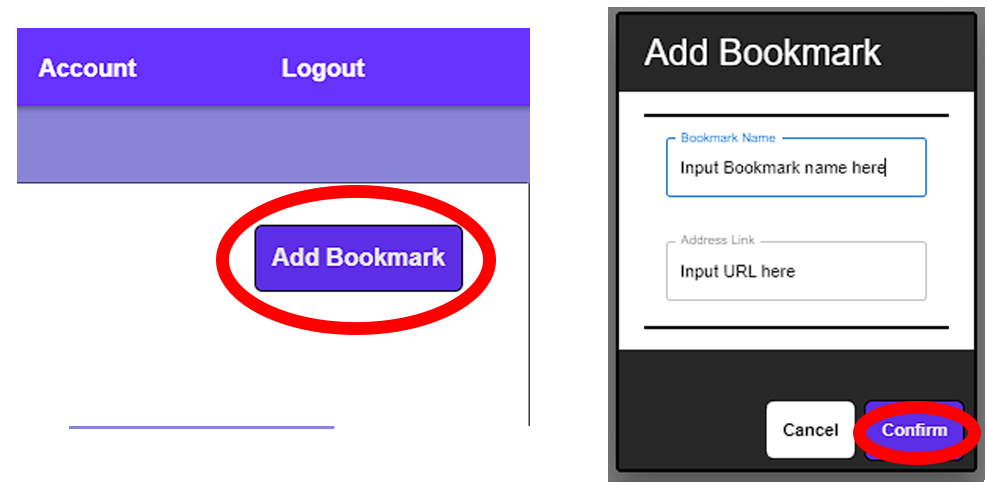 Account
Logout
Add Bookmark
Add Bookmark
Bookmark Name
Input Bookmark name here
Address Link
Input URL here
Cancel
Confirm